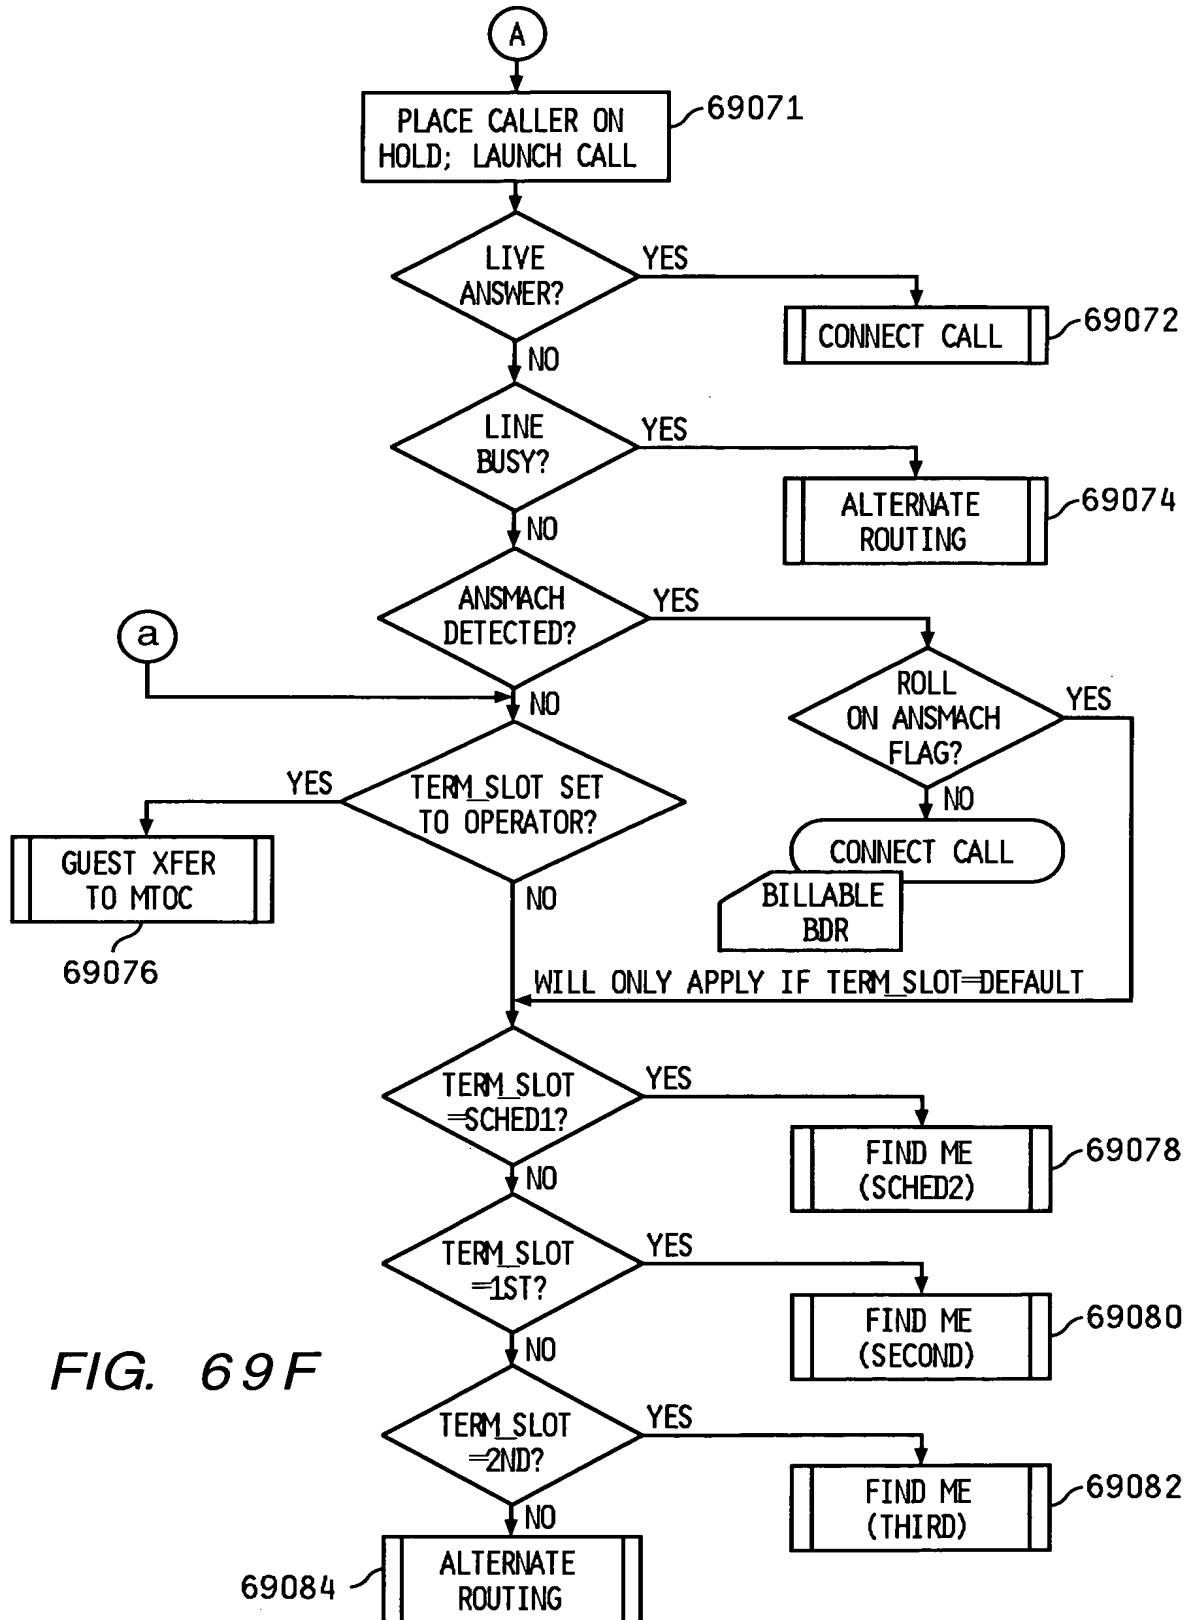 A
PLACE CALLER ON
HOLD; LAUNCH CALL
69071
LIVE
ANSWER?
YES
CONNECT CALL
69072
NO
LINE
BUSY?
YES
ALTERNATE
ROUTING
69074
NO
ANSMACH
DETECTED?
YES
a
NO
ROLL
ON ANSMACH
FLAG?
YES
NO
CONNECT CALL
BILLABLE
BDR
TERM_SLOT SET
TO OPERATOR?
YES
GUEST XFER
TO MTOC
69076
NO
WILL ONLY APPLY IF TERM_SLOT=DEFAULT
TERM_SLOT
=SCHED1?
YES
FIND ME
(SCHED2)
69078
NO
TERM_SLOT
=1ST?
YES
FIND ME
(SECOND)
69080
NO
FIG. 69F
TERM_SLOT
=2ND?
YES
FIND ME
(THIRD)
69082
NO
ALTERNATE
ROUTING
69084